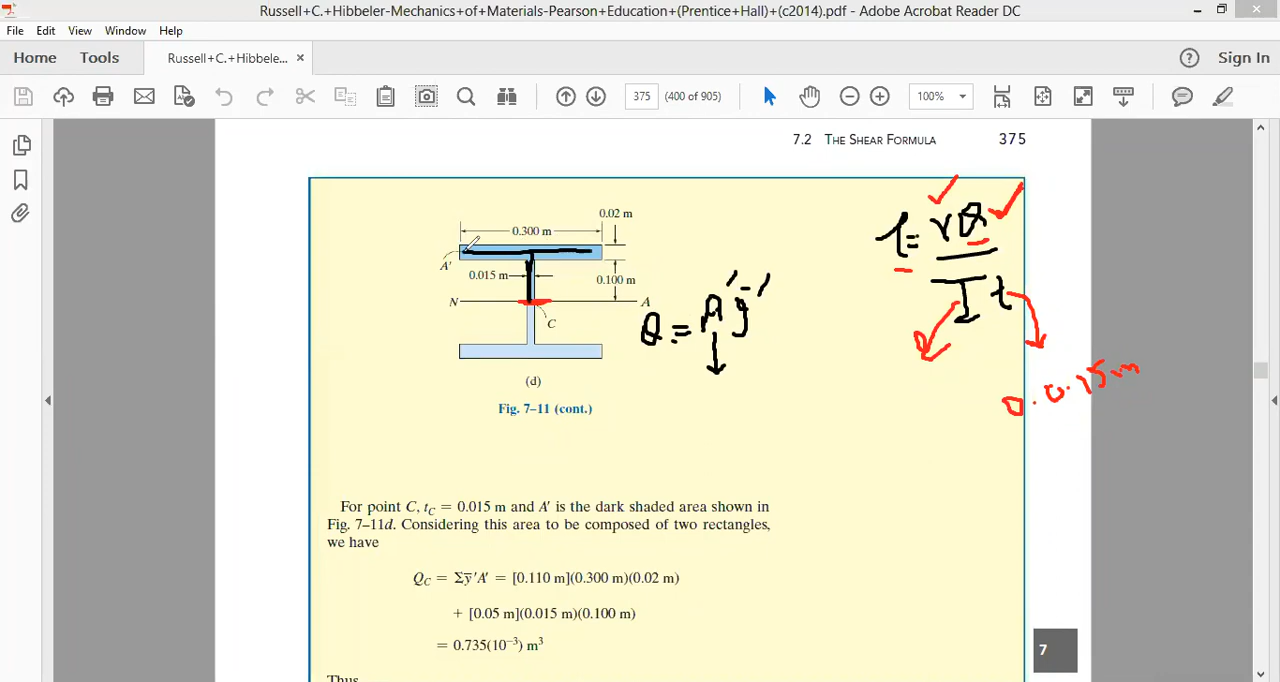 Russell+C.+Hibbeler-Mechanics+of+Materials-Pearson+Education+(Prentice+Hall)+(c2014).pdf - Adobe Acrobat Reader DC
File Edit View Window Help
Home Tools Russell+C.+Hibbele... × ? Sign In
375 (400 of 905) 100%
7.2 THE SHEAR FORMULA 375
0.02 m
0.300 m
A′
0.015 m
0.100 m
N A
C
(d)
Fig. 7–11 (cont.)
Q = A′ȳ′
τ = VQ
I t
0.015 m
For point C, tC = 0.015 m and A′ is the dark shaded area shown in
Fig. 7–11d. Considering this area to be composed of two rectangles,
we have
QC = Σȳ′A′ = [0.110 m](0.300 m)(0.02 m)
+ [0.05 m](0.015 m)(0.100 m)
= 0.735(10⁻³) m³
7
Thus